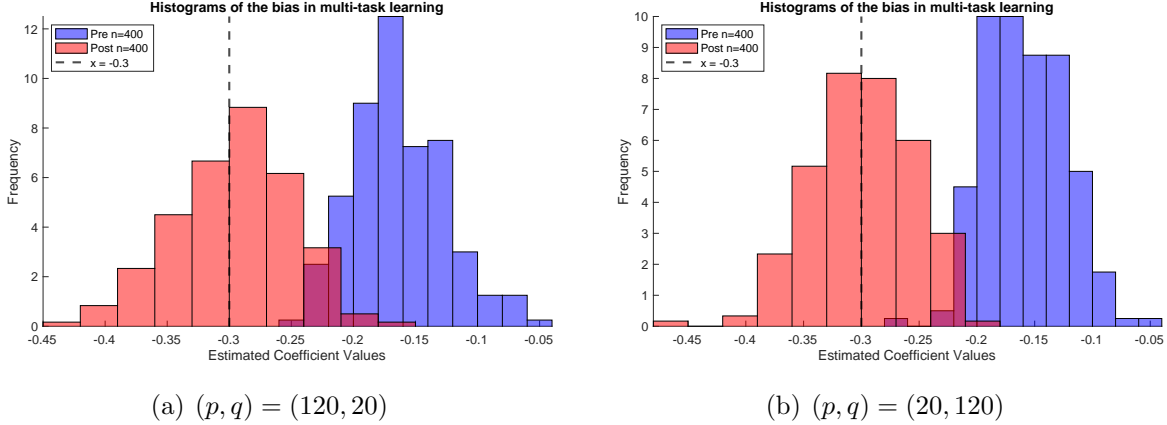 Histograms of the bias in multi-task learning
Pre n=400
Post n=400
x = -0.3
Frequency
12
10
8
6
4
2
0
-0.45
-0.4
-0.35
-0.3
-0.25
-0.2
-0.15
-0.1
-0.05
Estimated Coefficient Values
(a) (p, q) = (120, 20)
Histograms of the bias in multi-task learning
Pre n=400
Post n=400
x = -0.3
Frequency
10
9
8
7
6
5
4
3
2
1
0
-0.45
-0.4
-0.35
-0.3
-0.25
-0.2
-0.15
-0.1
-0.05
Estimated Coefficient Values
(b) (p, q) = (20, 120)